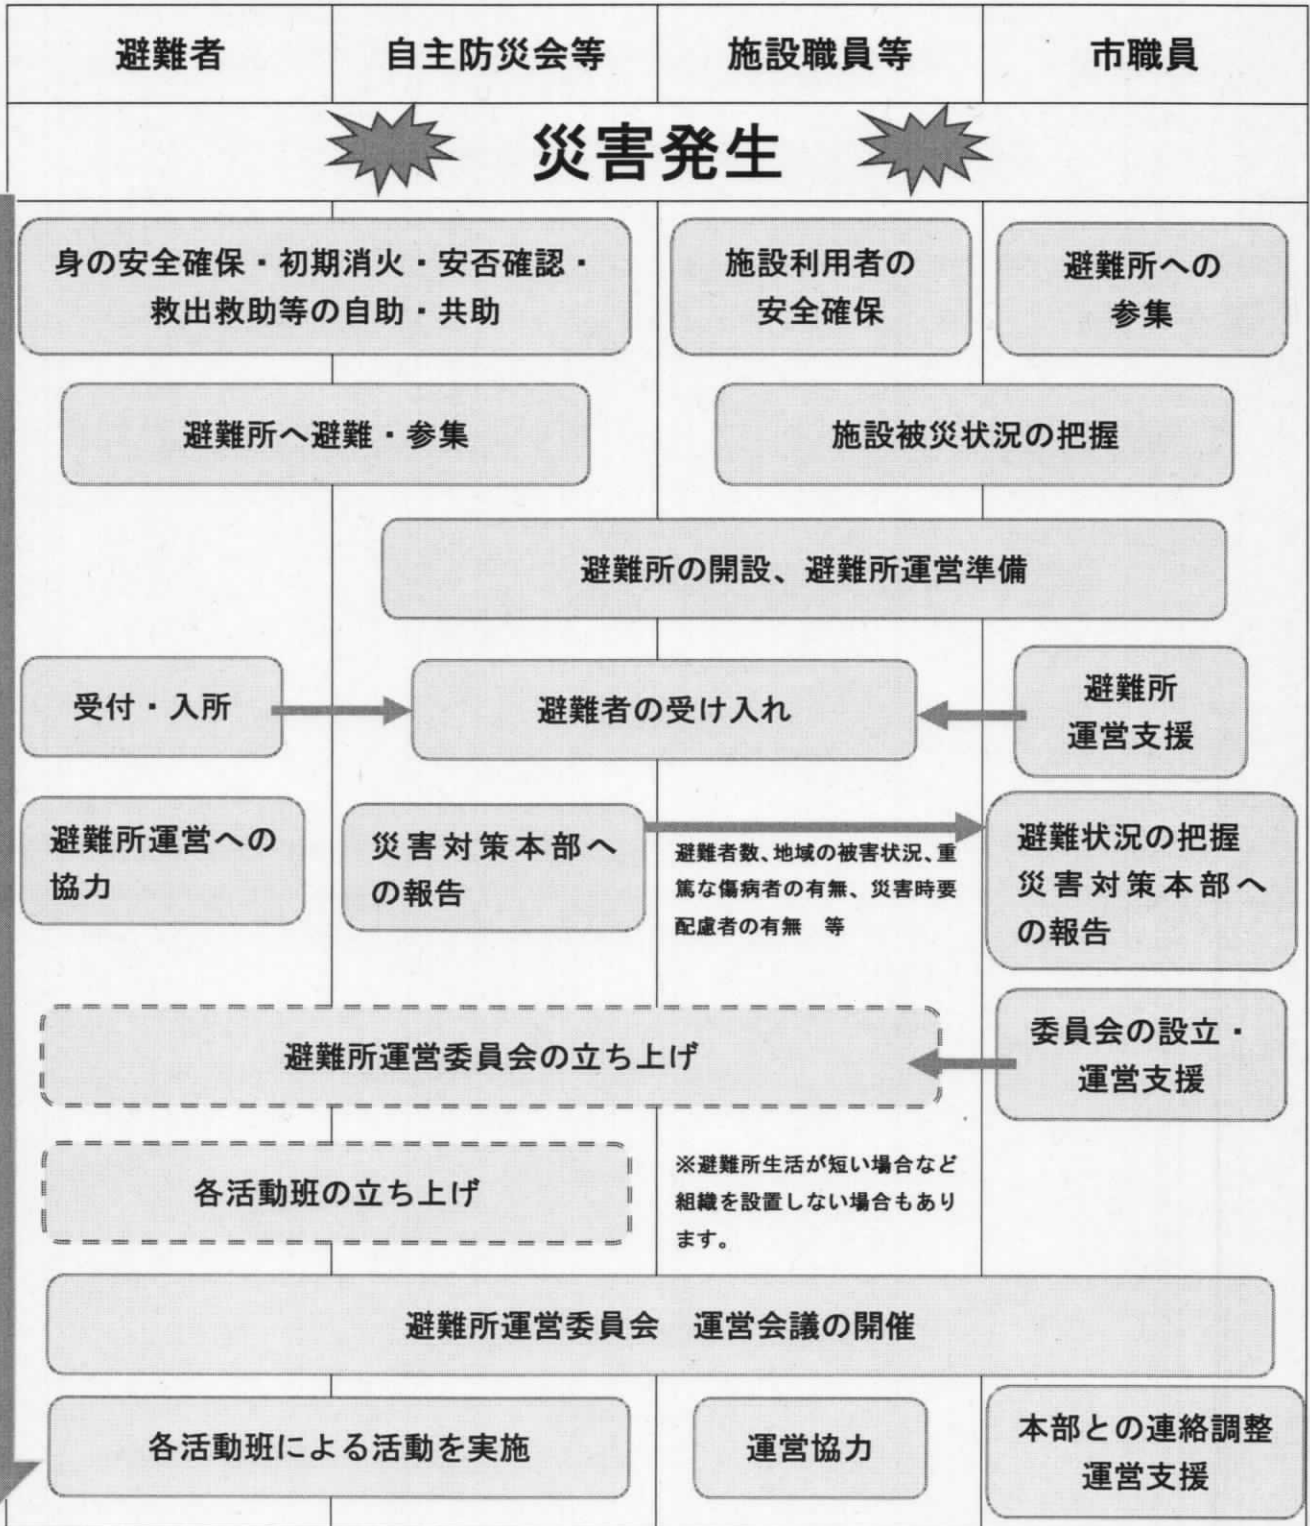 避難者
自主防災会等
施設職員等
市職員
災害発生
身の安全確保・初期消火・安否確認・
救出救助等の自助・共助
施設利用者の
安全確保
避難所への
参集
避難所へ避難・参集
施設被災状況の把握
避難所の開設、避難所運営準備
受付・入所
避難者の受け入れ
避難所
運営支援
避難所運営への
協力
災害対策本部へ
の報告
避難者数、地域の被害状況、重
篤な傷病者の有無、災害時要
配慮者の有無　等
避難状況の把握
災害対策本部へ
の報告
避難所運営委員会の立ち上げ
委員会の設立・
運営支援
各活動班の立ち上げ
※避難所生活が短い場合など
組織を設置しない場合もあり
ます。
避難所運営委員会　運営会議の開催
各活動班による活動を実施
運営協力
本部との連絡調整
運営支援